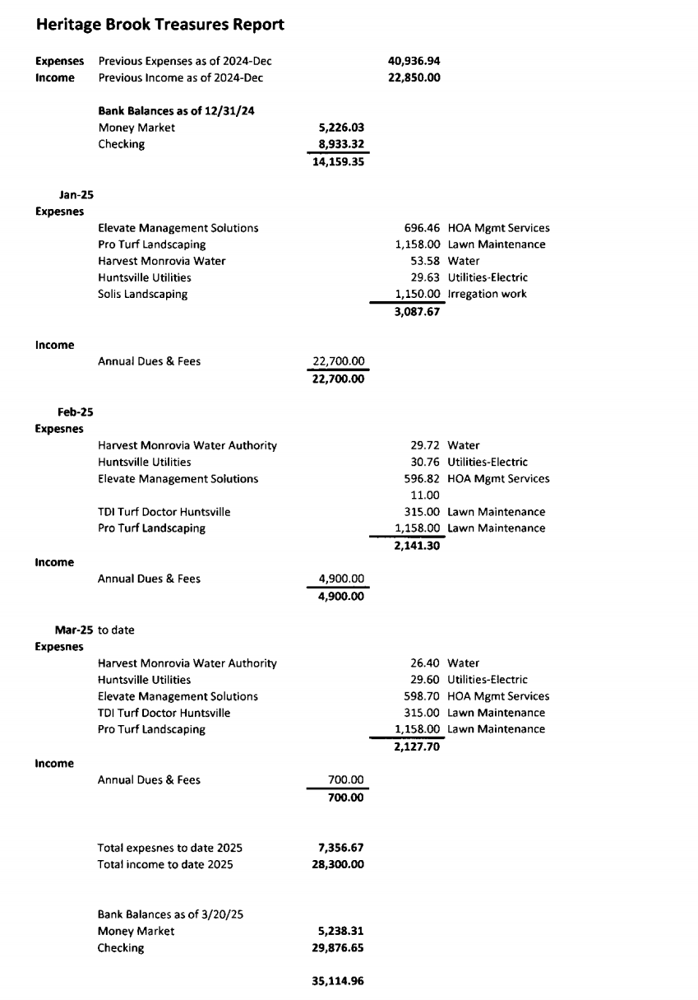 Heritage Brook Treasures Report
Expenses Previous Expenses as of 2024-Dec 40,936.94
Income Previous Income as of 2024-Dec 22,850.00
Bank Balances as of 12/31/24
Money Market 5,226.03
Checking 8,933.32
14,159.35
Jan-25
Expesnes
Elevate Management Solutions 696.46 HOA Mgmt Services
Pro Turf Landscaping 1,158.00 Lawn Maintenance
Harvest Monrovia Water 53.58 Water
Huntsville Utilities 29.63 Utilities-Electric
Solis Landscaping 1,150.00 Irregation work
3,087.67
Income
Annual Dues & Fees 22,700.00
22,700.00
Feb-25
Expesnes
Harvest Monrovia Water Authority 29.72 Water
Huntsville Utilities 30.76 Utilities-Electric
Elevate Management Solutions 596.82 HOA Mgmt Services
11.00
TDI Turf Doctor Huntsville 315.00 Lawn Maintenance
Pro Turf Landscaping 1,158.00 Lawn Maintenance
2,141.30
Income
Annual Dues & Fees 4,900.00
4,900.00
Mar-25 to date
Expesnes
Harvest Monrovia Water Authority 26.40 Water
Huntsville Utilities 29.60 Utilities-Electric
Elevate Management Solutions 598.70 HOA Mgmt Services
TDI Turf Doctor Huntsville 315.00 Lawn Maintenance
Pro Turf Landscaping 1,158.00 Lawn Maintenance
2,127.70
Income
Annual Dues & Fees 700.00
700.00
Total expesnes to date 2025 7,356.67
Total income to date 2025 28,300.00
Bank Balances as of 3/20/25
Money Market 5,238.31
Checking 29,876.65
35,114.96